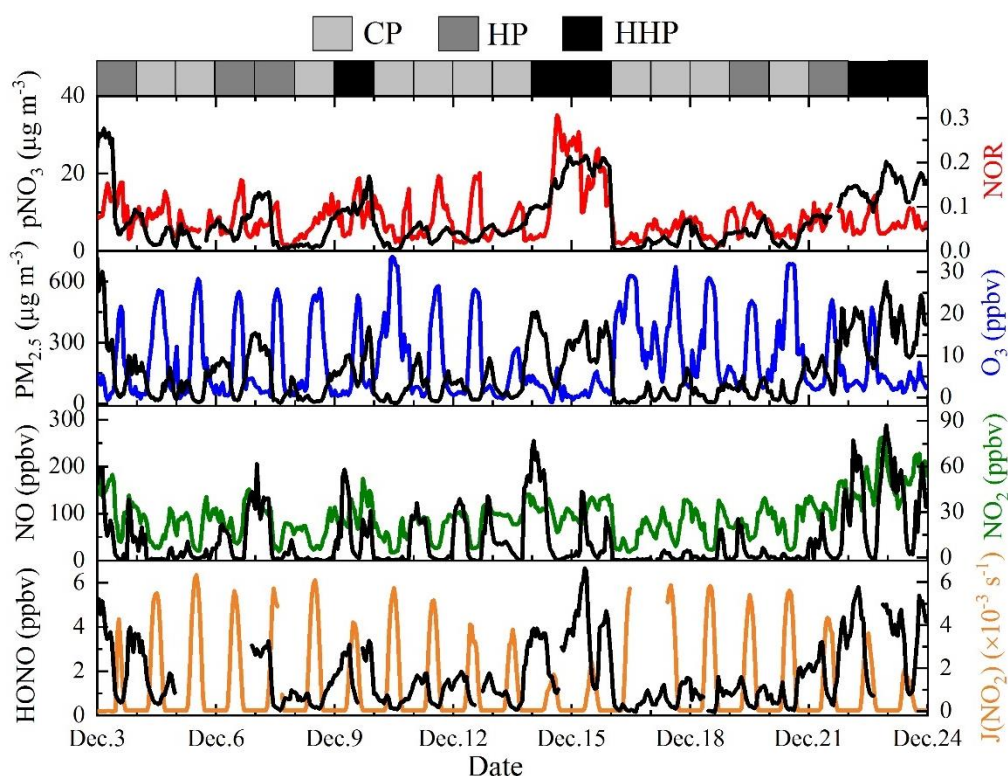 CP HP HHP
pNO₃ (μg m⁻³)
40
20
0
NOR
0.3
0.2
0.1
0.0
PM₂.₅ (μg m⁻³)
600
300
0
O₃ (ppbv)
30
20
10
0
NO (ppbv)
300
200
100
0
NO₂ (ppbv)
90
60
30
0
HONO (ppbv)
6
4
2
0
J(NO₂) (×10⁻³ s⁻¹)
6
4
2
0
Dec.3 Dec.6 Dec.9 Dec.12 Dec.15 Dec.18 Dec.21 Dec.24
Date